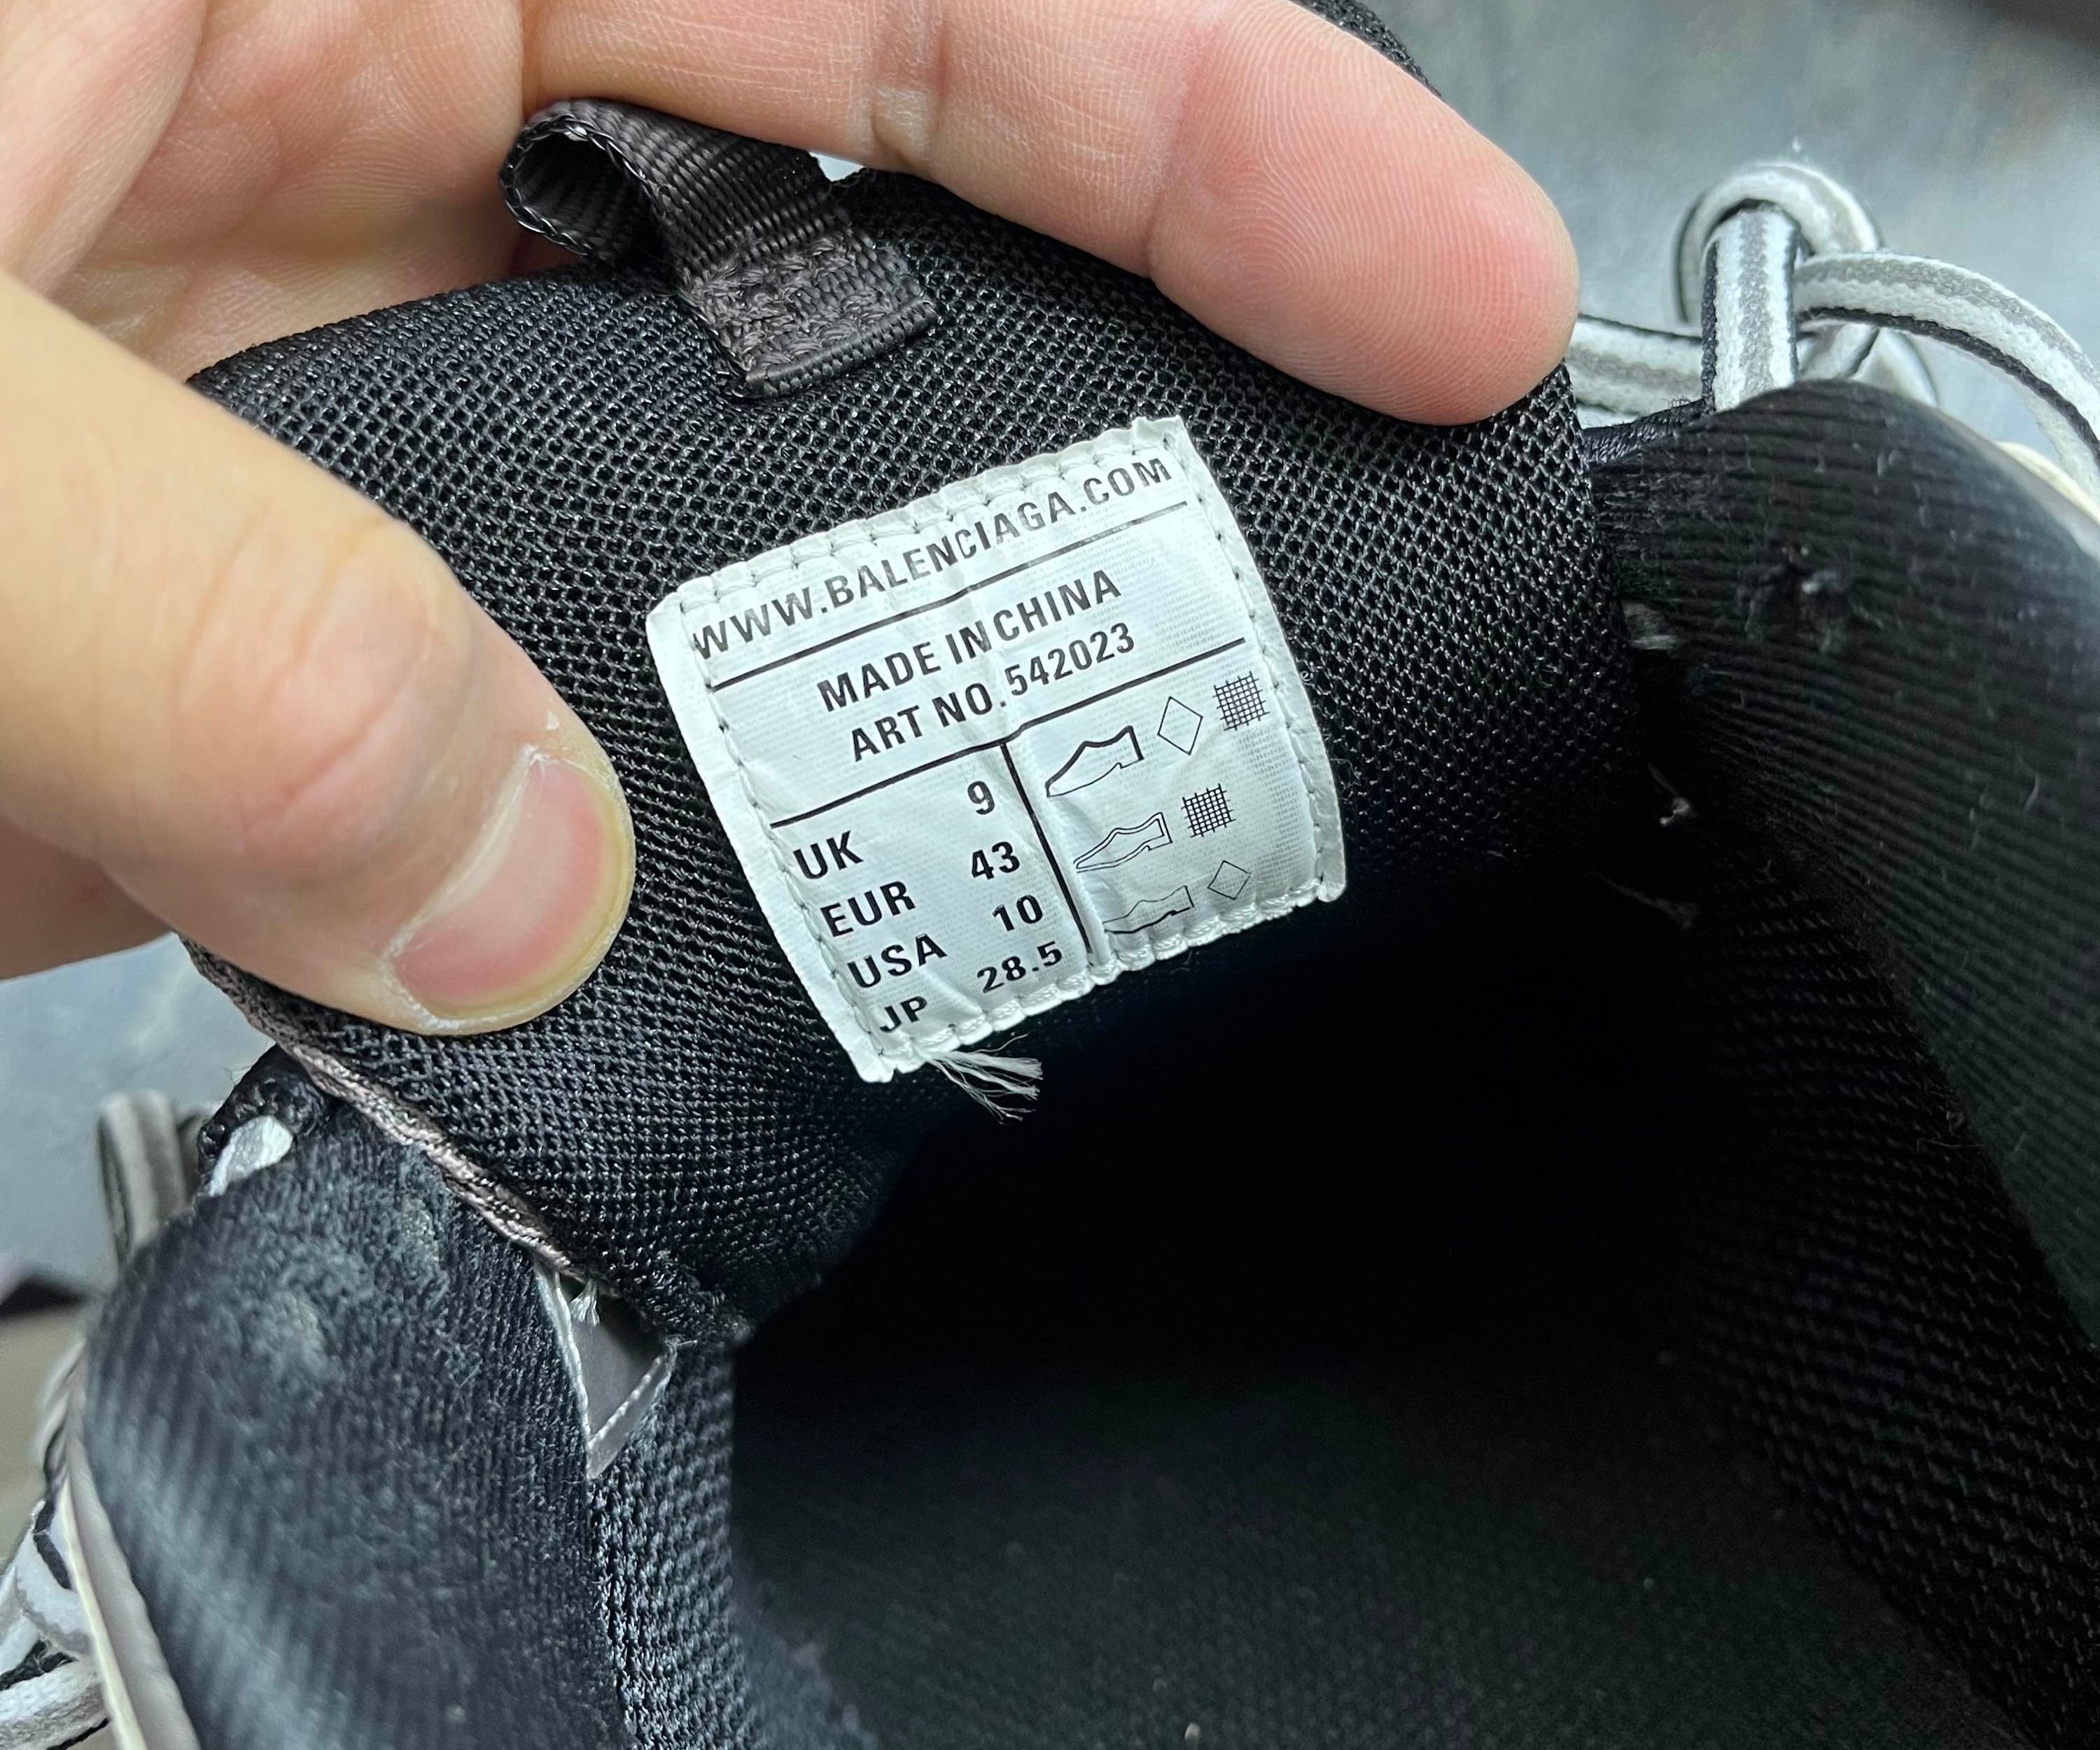 WWW.BALENCIAGA.COM
MADE IN CHINA
ART NO. 542023
UK 9
EUR 43
USA 10
JP 28.5